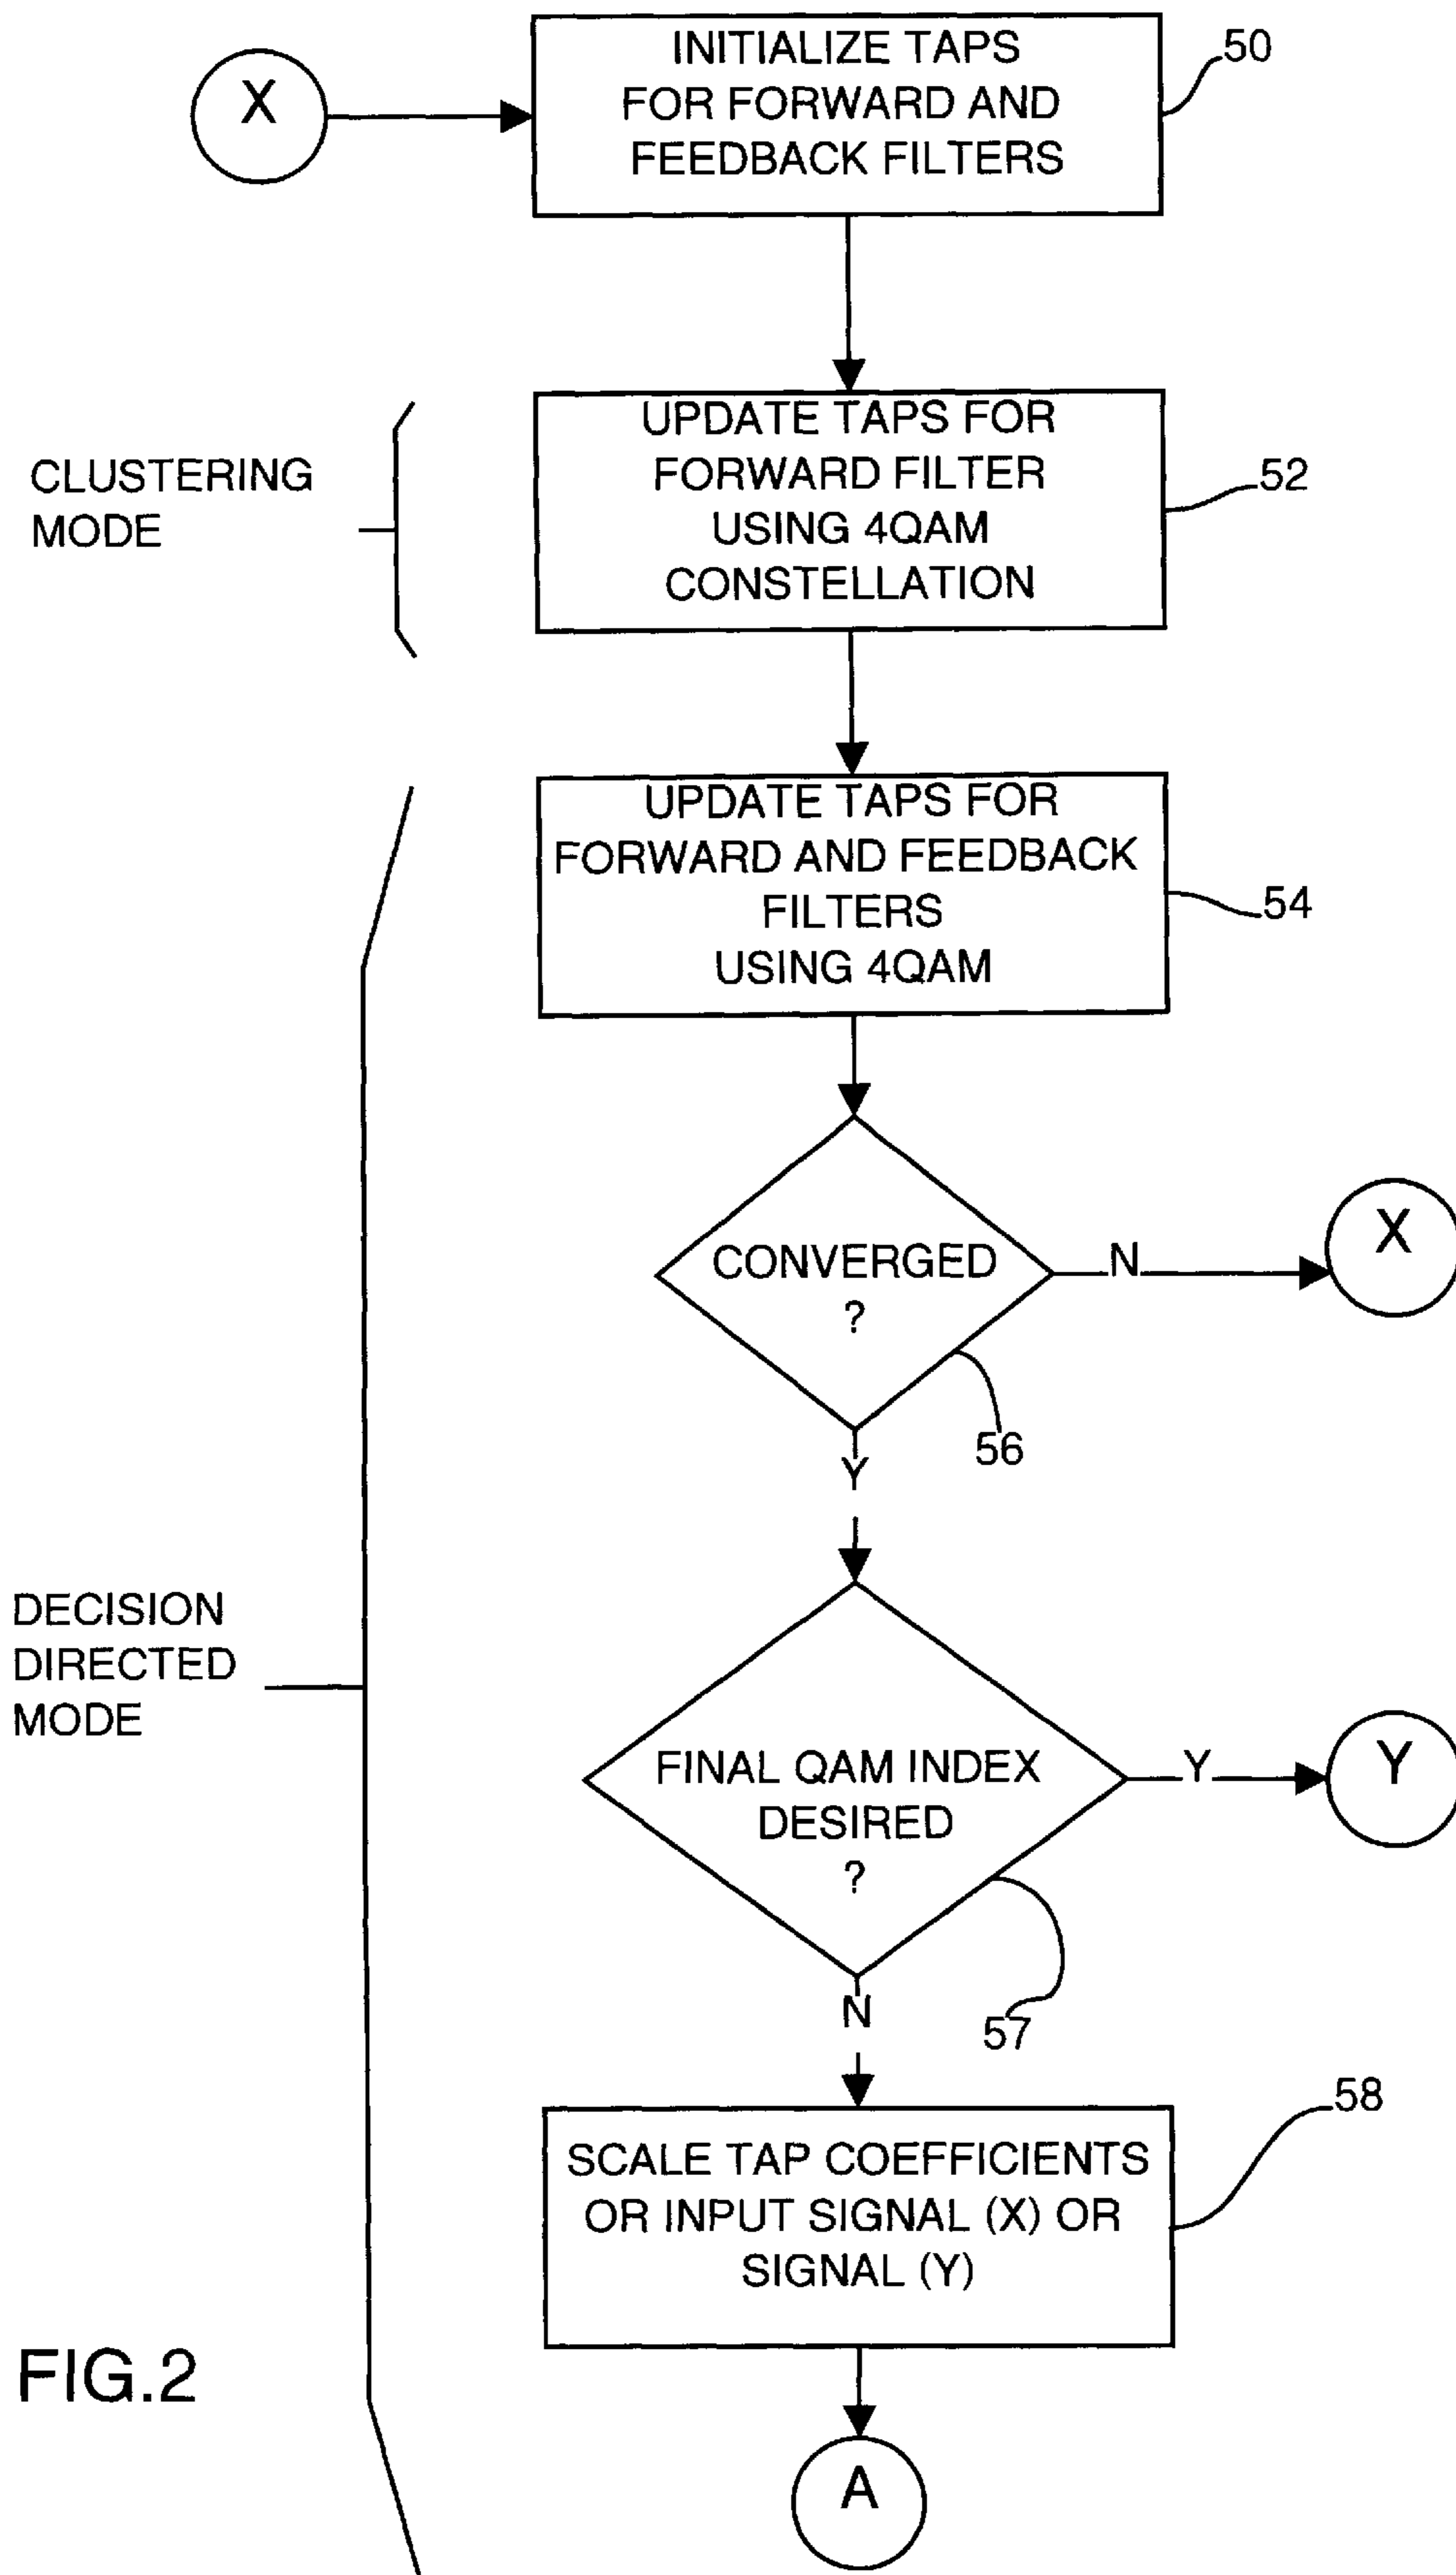 X
INITIALIZE TAPS
FOR FORWARD AND
FEEDBACK FILTERS
50
CLUSTERING
MODE
UPDATE TAPS FOR
FORWARD FILTER
USING 4QAM
CONSTELLATION
52
UPDATE TAPS FOR
FORWARD AND FEEDBACK
FILTERS
USING 4QAM
54
CONVERGED
?
N
X
56
Y
DECISION
DIRECTED
MODE
FINAL QAM INDEX
DESIRED
?
Y
Y
57
N
58
SCALE TAP COEFFICIENTS
OR INPUT SIGNAL (X) OR
SIGNAL (Y)
FIG.2
A